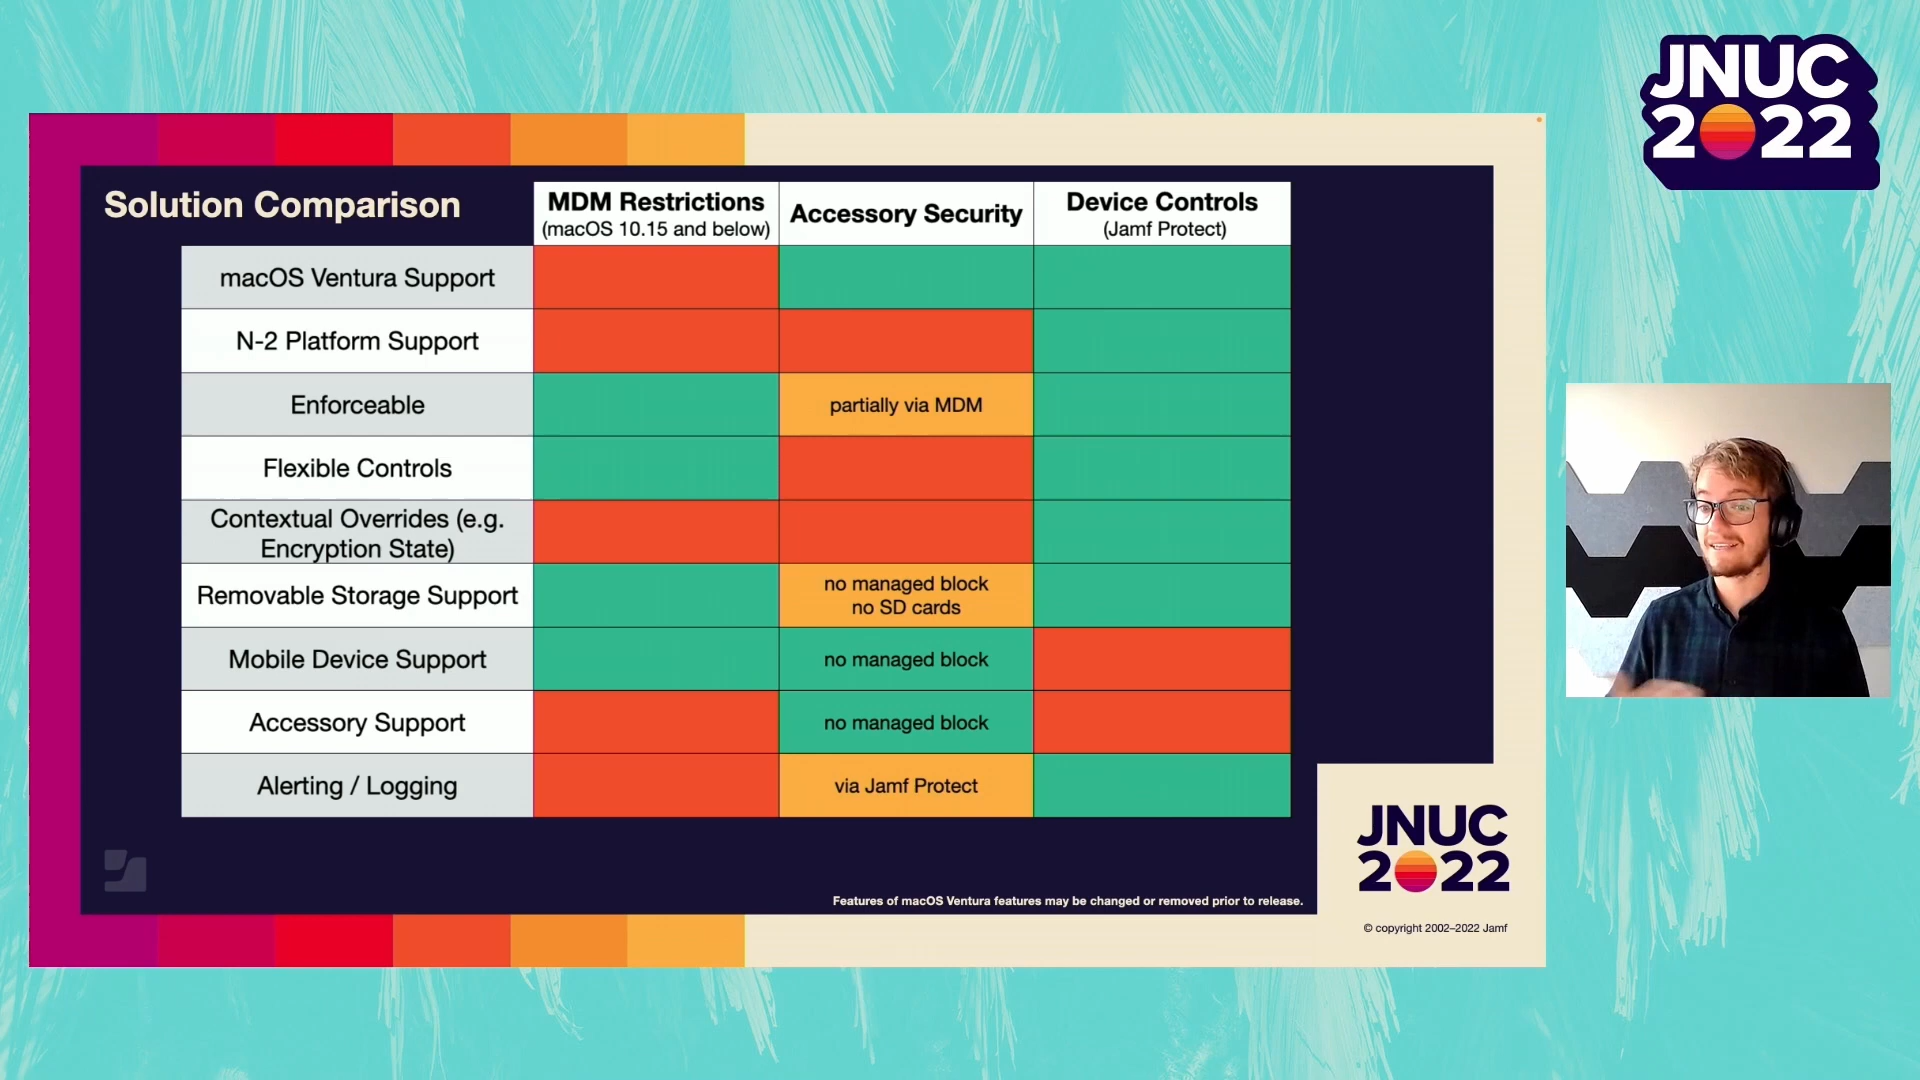 JNUC
2022
Solution Comparison
MDM Restrictions
(macOS 10.15 and below)
Accessory Security
Device Controls
(Jamf Protect)
macOS Ventura Support
N-2 Platform Support
Enforceable
partially via MDM
Flexible Controls
Contextual Overrides (e.g.
Encryption State)
Removable Storage Support
no managed block
no SD cards
Mobile Device Support
no managed block
Accessory Support
no managed block
Alerting / Logging
via Jamf Protect
Features of macOS Ventura features may be changed or removed prior to release.
JNUC
2022
© copyright 2002–2022 Jamf